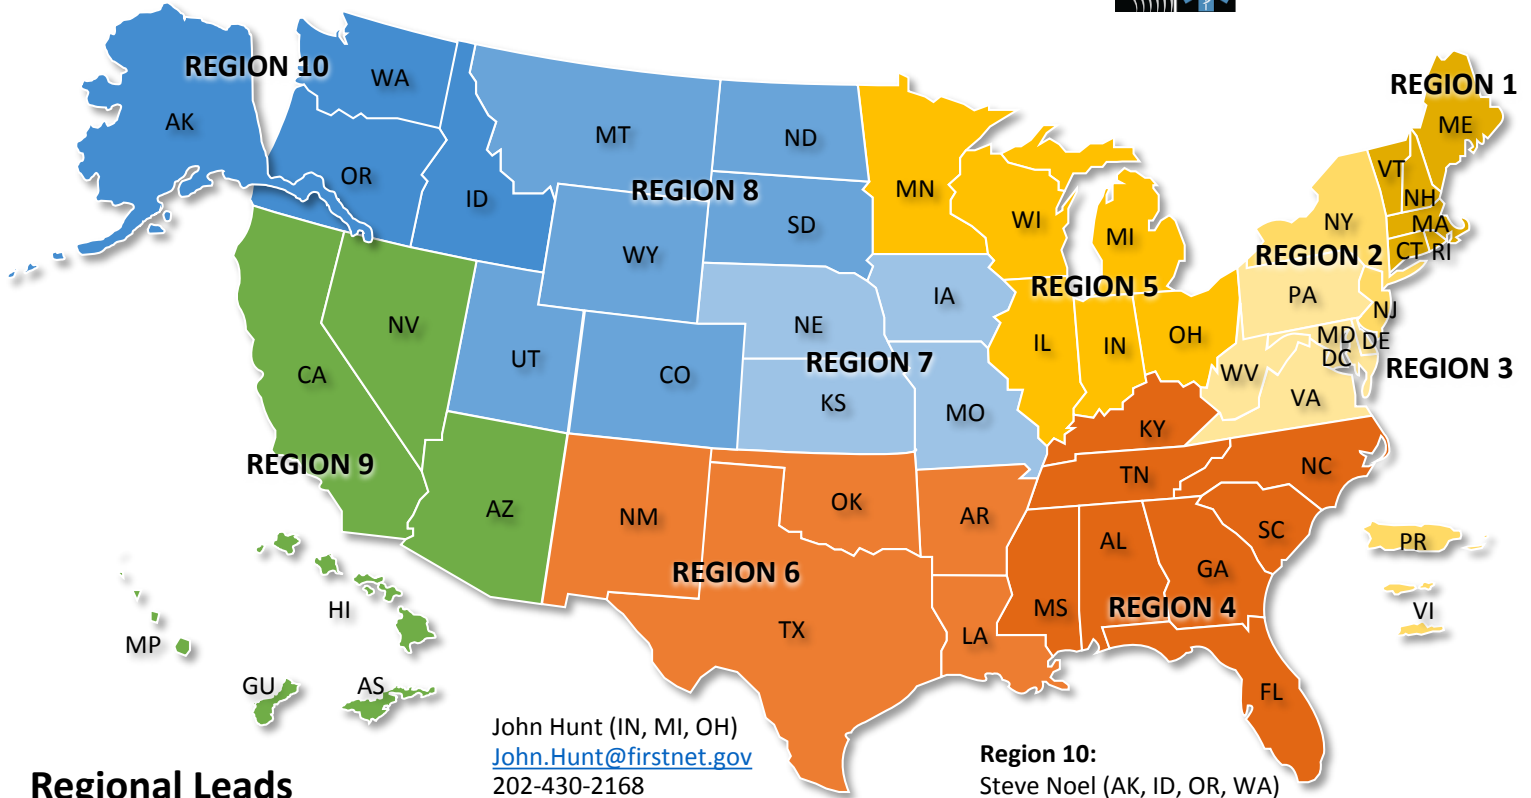 REGION 10
WA
AK
OR
ID
MT
ND
REGION 8
SD
WY
UT
CO
MN
WI
MI
REGION 5
IL
IN
OH
IA
NE
REGION 7
KS
MO
REGION 1
ME
VT
NH
MA
CT
RI
NY
REGION 2
PA
NJ
MD
DE
DC
REGION 3
WV
VA
KY
TN
NC
SC
AL
GA
MS
REGION 4
FL
NV
CA
REGION 9
AZ
NM
OK
AR
REGION 6
TX
LA
PR
VI
HI
MP
GU
AS
Regional Leads
John Hunt (IN, MI, OH)
John.Hunt@firstnet.gov
202-430-2168
Region 10:
Steve Noel (AK, ID, OR, WA)